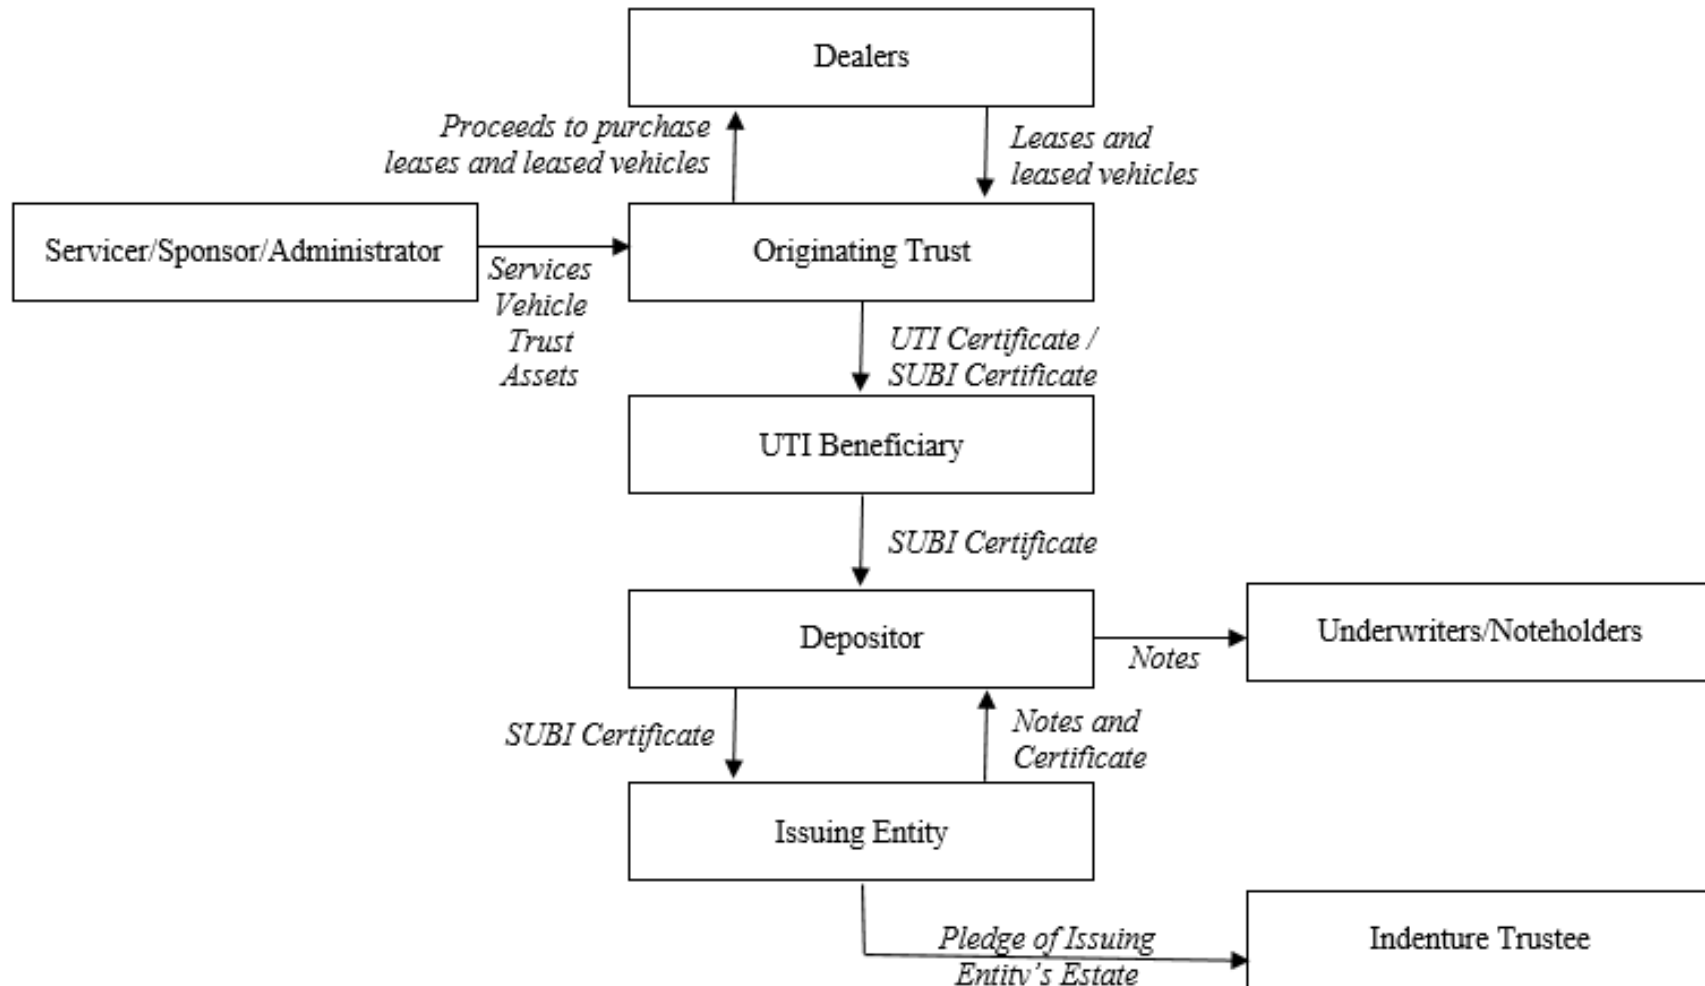 Dealers
Proceeds to purchase
leases and leased vehicles
Leases and
leased vehicles
Servicer/Sponsor/Administrator
Services
Vehicle
Trust
Assets
Originating Trust
UTI Certificate /
SUBI Certificate
UTI Beneficiary
SUBI Certificate
Depositor
Notes
Underwriters/Noteholders
SUBI Certificate
Notes and
Certificate
Issuing Entity
Pledge of Issuing
Entity's Estate
Indenture Trustee